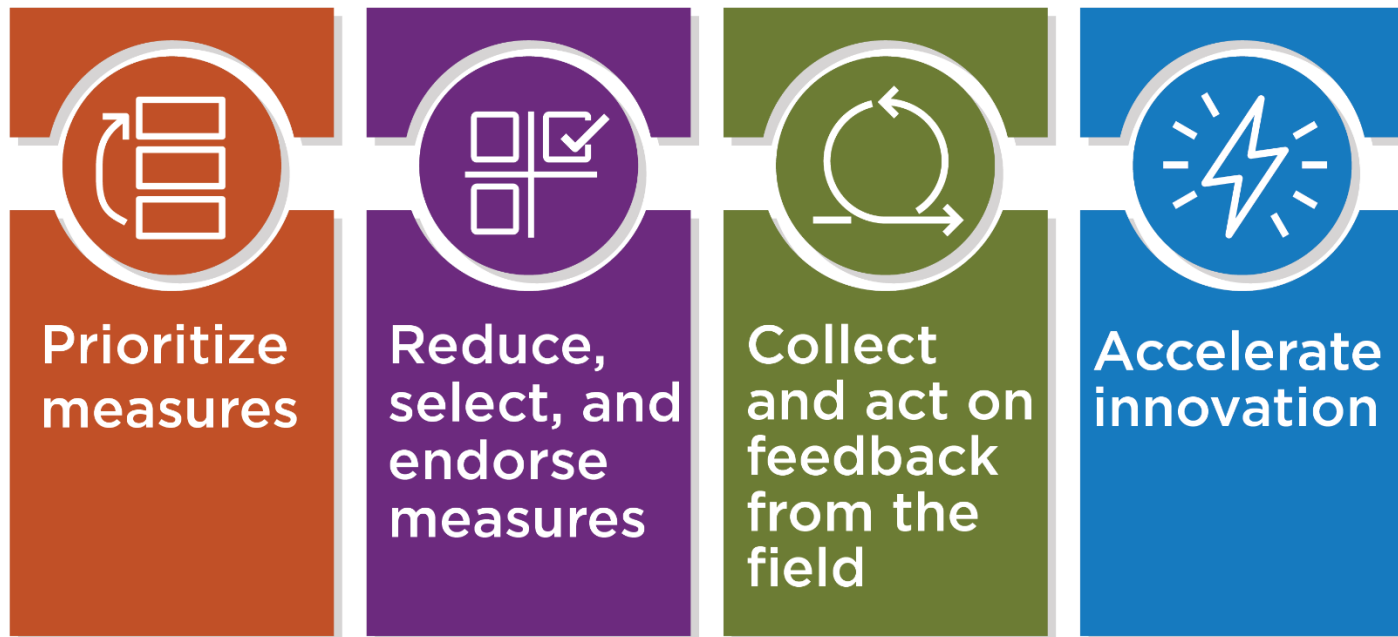 Prioritize
measures
Reduce,
select, and
endorse
measures
Collect
and act on
feedback
from the
field
Accelerate
innovation